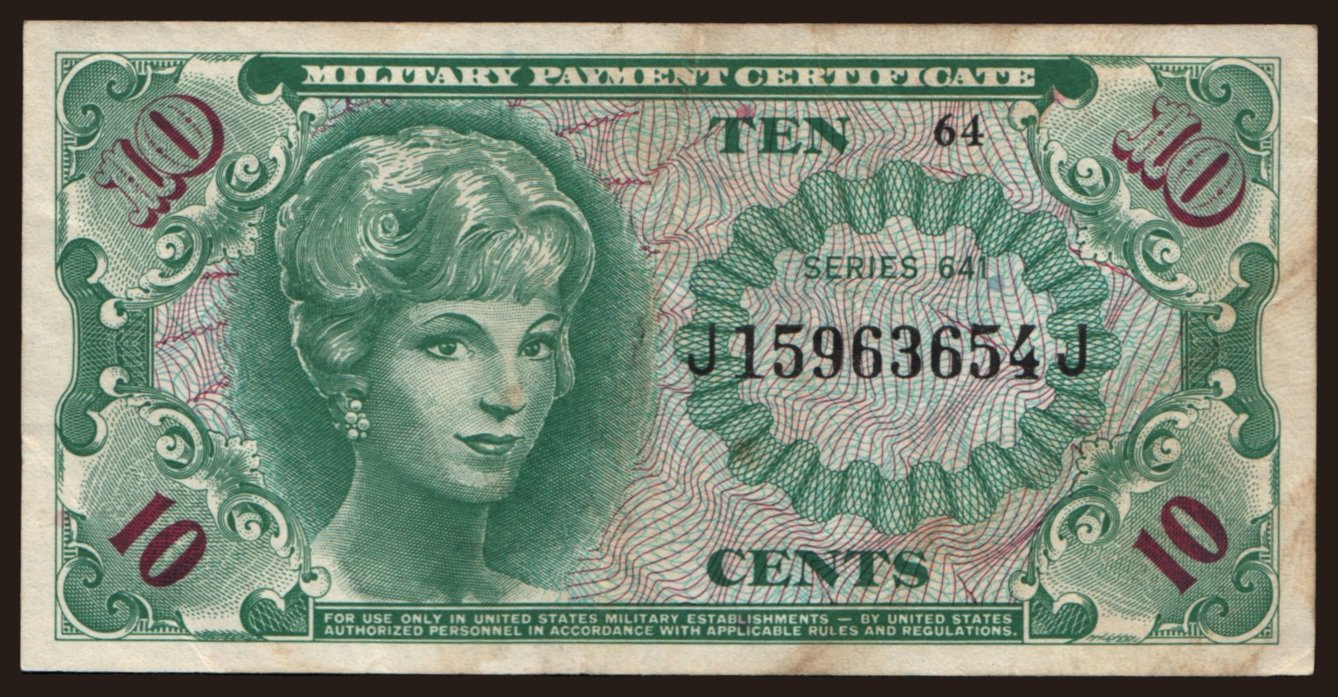 MILITARY PAYMENT CERTIFICATE
10
TEN 64
10
SERIES 641
J15963654J
10
CENTS
10
FOR USE ONLY IN UNITED STATES MILITARY ESTABLISHMENTS — BY UNITED STATES
AUTHORIZED PERSONNEL IN ACCORDANCE WITH APPLICABLE RULES AND REGULATIONS.